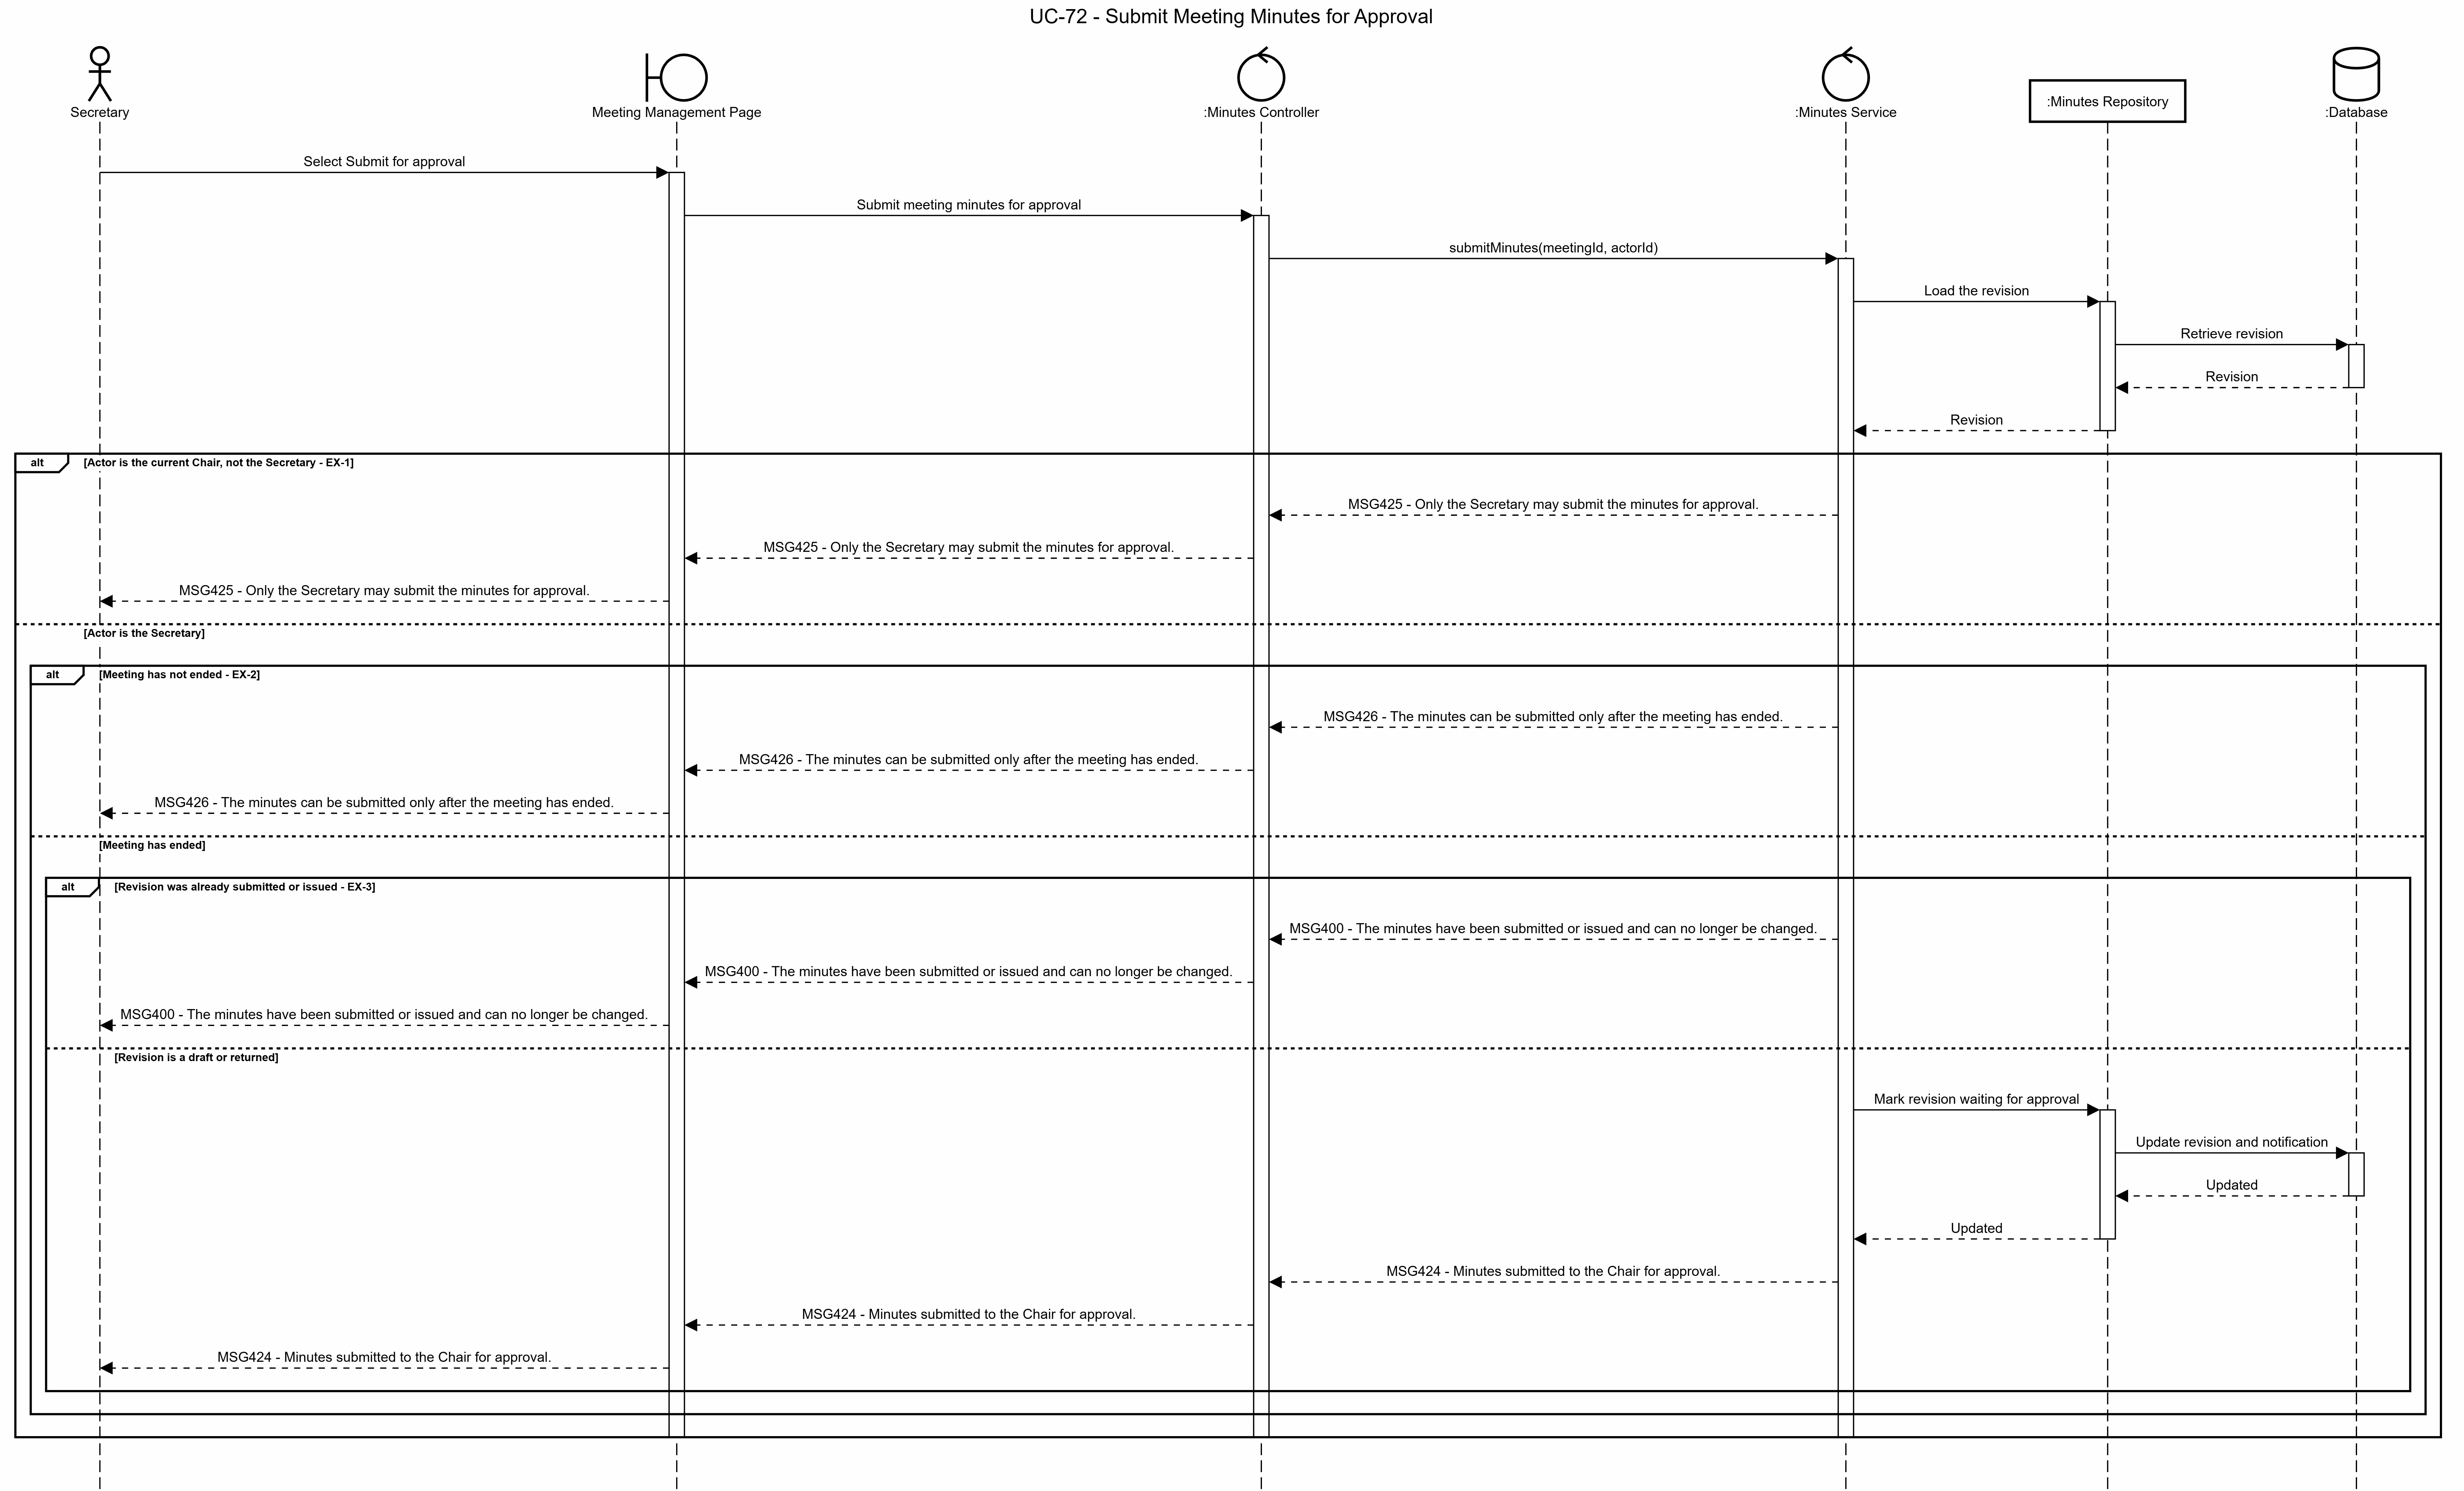 UC-72 - Submit Meeting Minutes for Approval
Secretary
Meeting Management Page
:Minutes Controller
:Minutes Service
:Minutes Repository
:Database
Select Submit for approval
Submit meeting minutes for approval
submitMinutes(meetingId, actorId)
Load the revision
Retrieve revision
Revision
Revision
alt
[Actor is the current Chair, not the Secretary - EX-1]
MSG425 - Only the Secretary may submit the minutes for approval.
MSG425 - Only the Secretary may submit the minutes for approval.
MSG425 - Only the Secretary may submit the minutes for approval.
[Actor is the Secretary]
alt
[Meeting has not ended - EX-2]
MSG426 - The minutes can be submitted only after the meeting has ended.
MSG426 - The minutes can be submitted only after the meeting has ended.
MSG426 - The minutes can be submitted only after the meeting has ended.
[Meeting has ended]
alt
[Revision was already submitted or issued - EX-3]
MSG400 - The minutes have been submitted or issued and can no longer be changed.
MSG400 - The minutes have been submitted or issued and can no longer be changed.
MSG400 - The minutes have been submitted or issued and can no longer be changed.
[Revision is a draft or returned]
Mark revision waiting for approval
Update revision and notification
Updated
Updated
MSG424 - Minutes submitted to the Chair for approval.
MSG424 - Minutes submitted to the Chair for approval.
MSG424 - Minutes submitted to the Chair for approval.